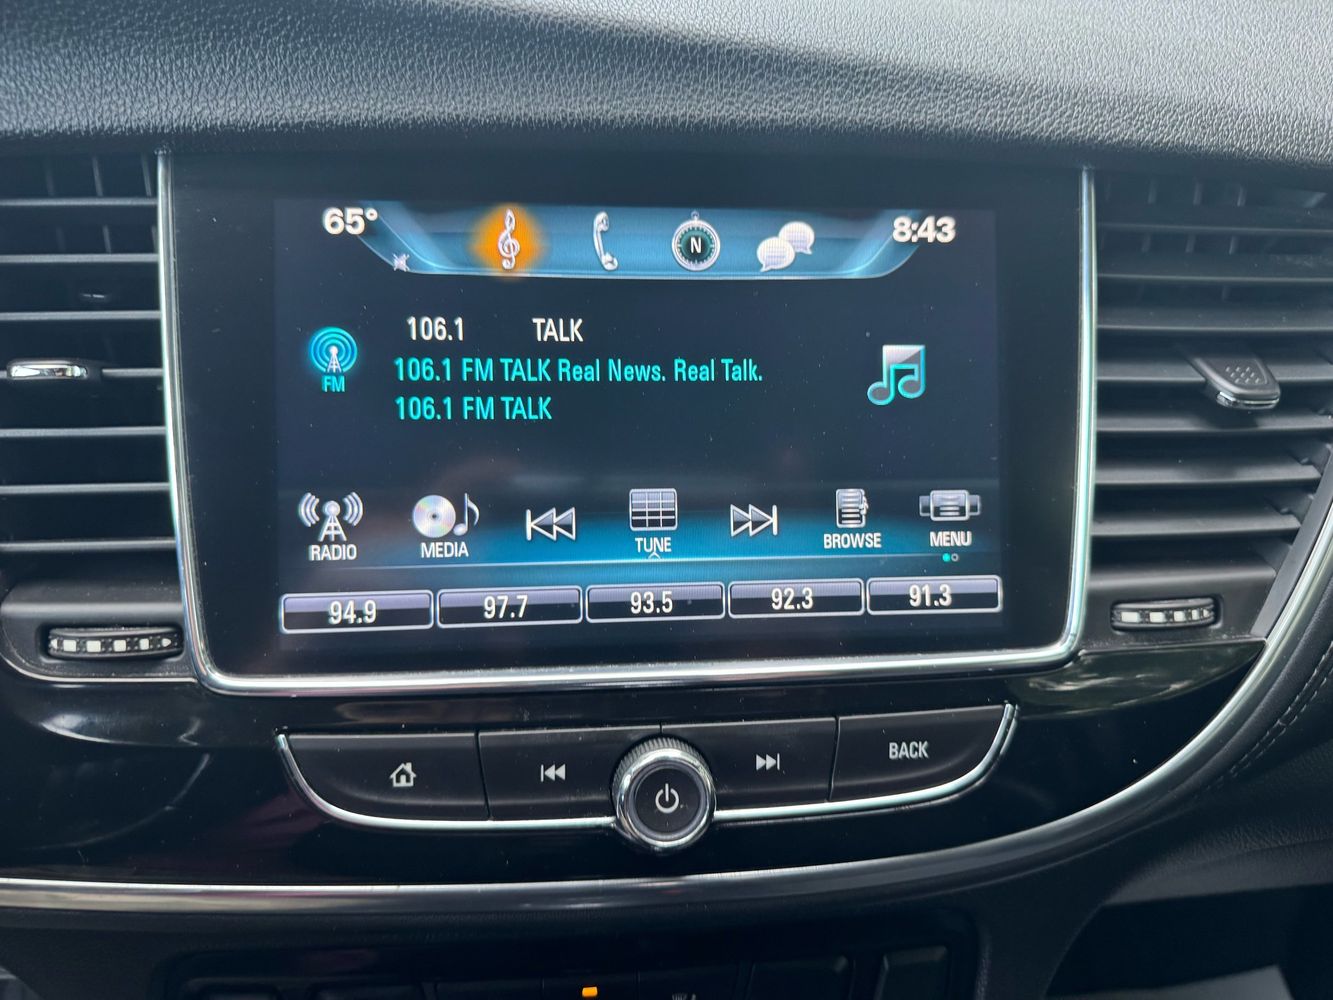 65°
N
8:43
106.1 TALK
FM
106.1 FM TALK Real News. Real Talk.
106.1 FM TALK
RADIO
MEDIA
TUNE
BROWSE
MENU
94.9
97.7
93.5
92.3
91.3
BACK